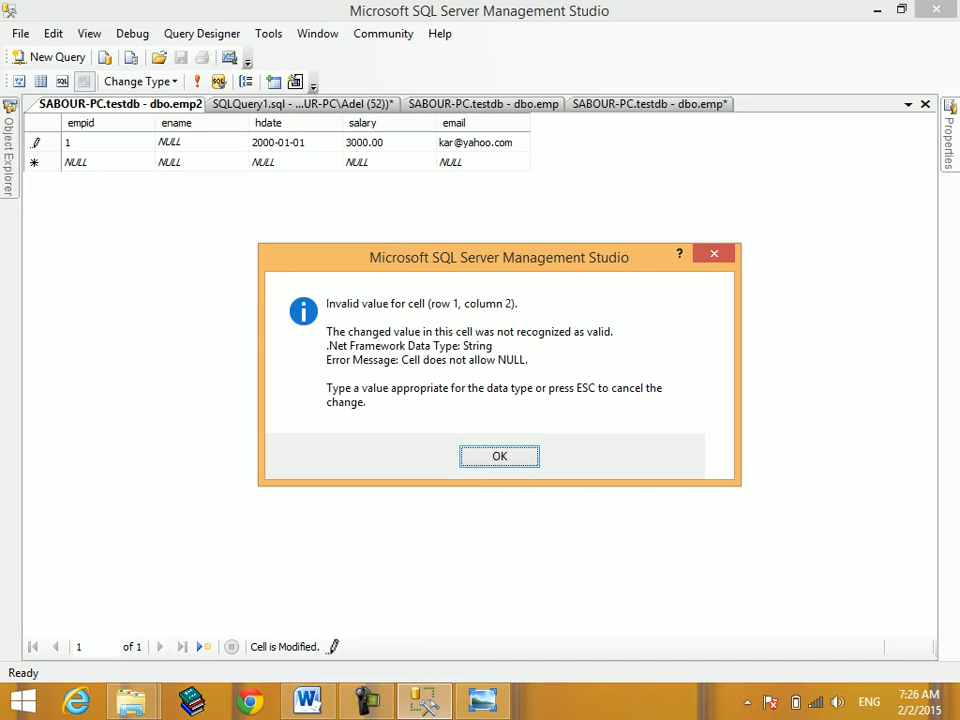 Microsoft SQL Server Management Studio
File Edit View Debug Query Designer Tools Window Community Help
New Query
Change Type
SABOUR-PC.testdb - dbo.emp2 SQLQuery1.sql - ...UR-PC\Adel (52))* SABOUR-PC.testdb - dbo.emp SABOUR-PC.testdb - dbo.emp*
Object Explorer
Properties
empid ename hdate salary email
1 NULL 2000-01-01 3000.00 kar@yahoo.com
NULL NULL NULL NULL NULL
Microsoft SQL Server Management Studio
Invalid value for cell (row 1, column 2).
The changed value in this cell was not recognized as valid.
.Net Framework Data Type: String
Error Message: Cell does not allow NULL.
Type a value appropriate for the data type or press ESC to cancel the
change.
OK
1 of 1 Cell is Modified.
Ready
ENG
7:26 AM
2/2/2015